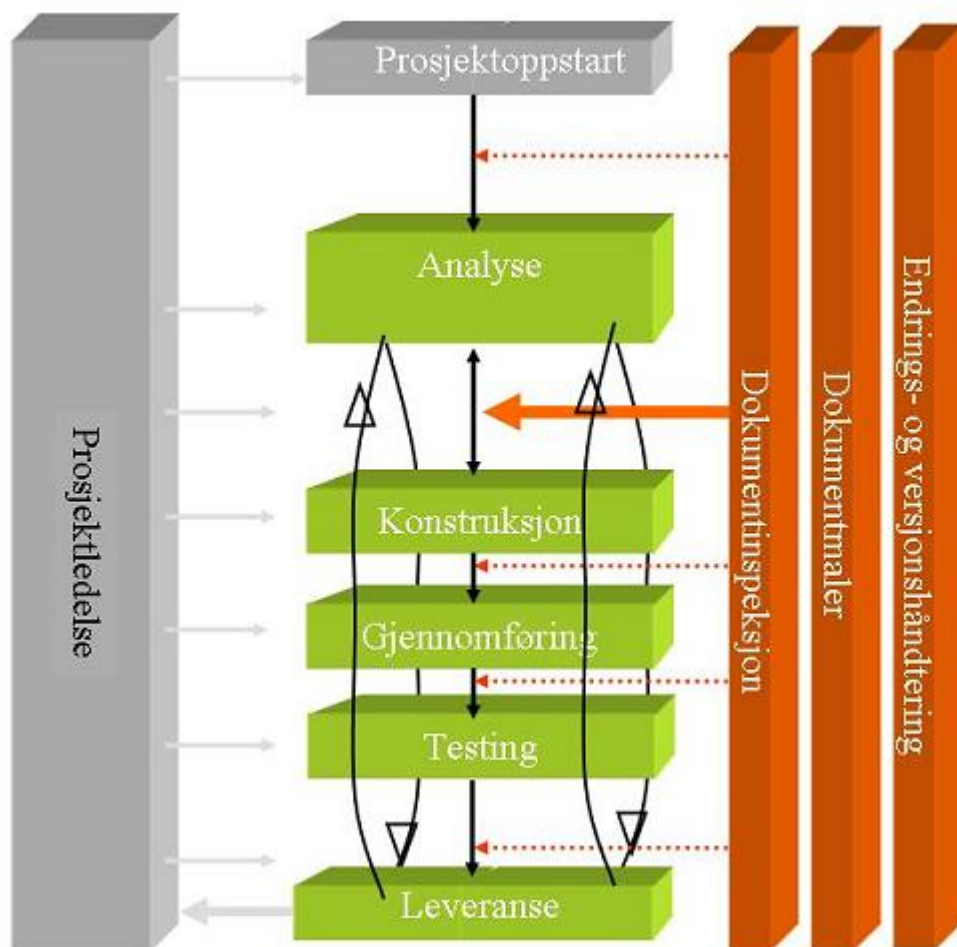 Prosjektoppstart
Analyse
Konstruksjon
Gjennomføring
Testing
Leveranse
Prosjektledelse
Dokumentinspeksjon
Dokumentmaler
Endrings- og versjonshåndtering